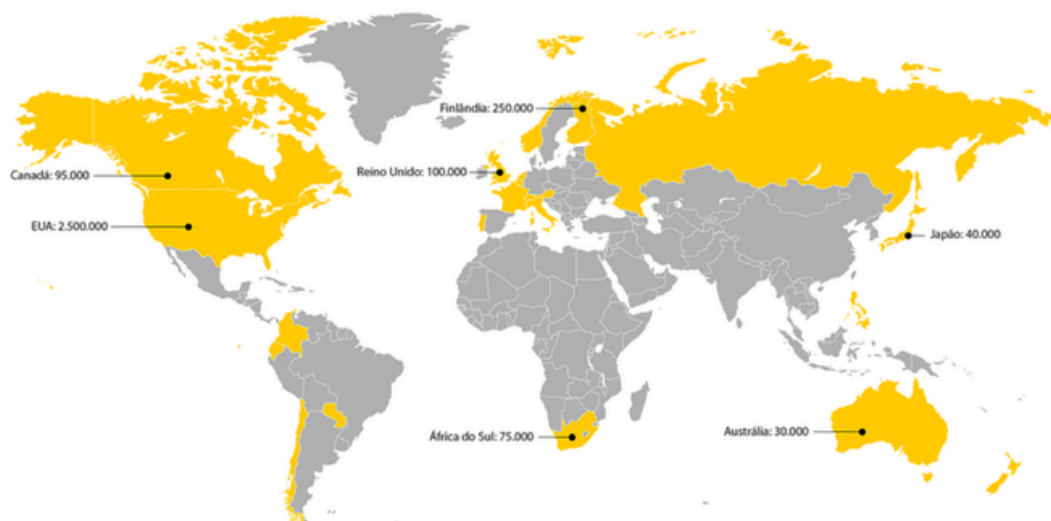 Finlândia: 250.000
Canadá: 95.000
Reino Unido: 100.000
EUA: 2.500.000
Japão: 40.000
África do Sul: 75.000
Austrália: 30.000